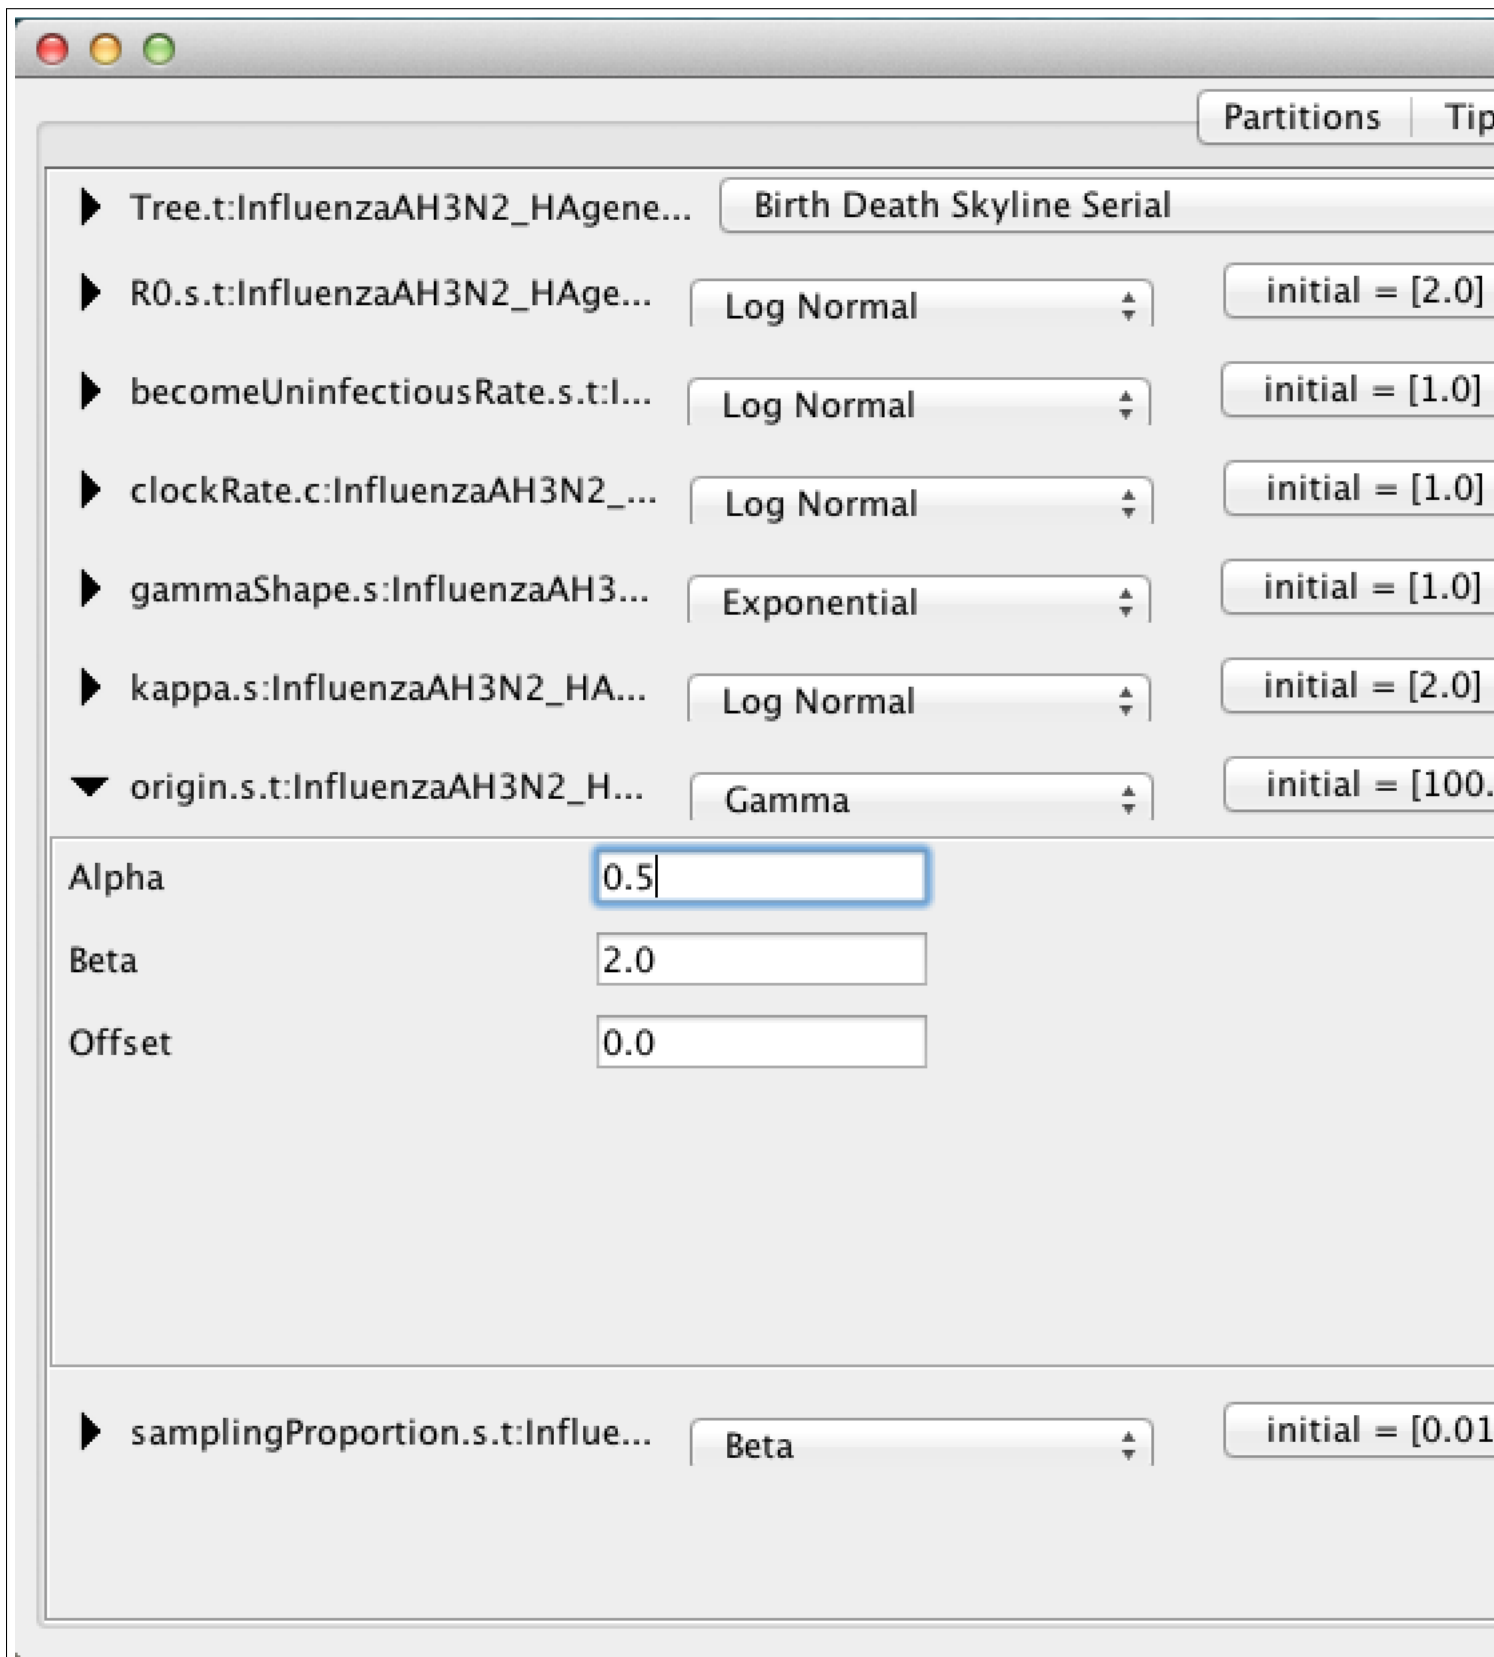 Partitions Tip
Tree.t:InfluenzaAH3N2_HAgene... Birth Death Skyline Serial
R0.s.t:InfluenzaAH3N2_HAge... Log Normal initial = [2.0]
becomeUninfectiousRate.s.t:I... Log Normal initial = [1.0]
clockRate.c:InfluenzaAH3N2_... Log Normal initial = [1.0]
gammaShape.s:InfluenzaAH3... Exponential initial = [1.0]
kappa.s:InfluenzaAH3N2_HA... Log Normal initial = [2.0]
origin.s.t:InfluenzaAH3N2_H... Gamma initial = [100.
Alpha 0.5
Beta 2.0
Offset 0.0
samplingProportion.s.t:Influe... Beta initial = [0.01